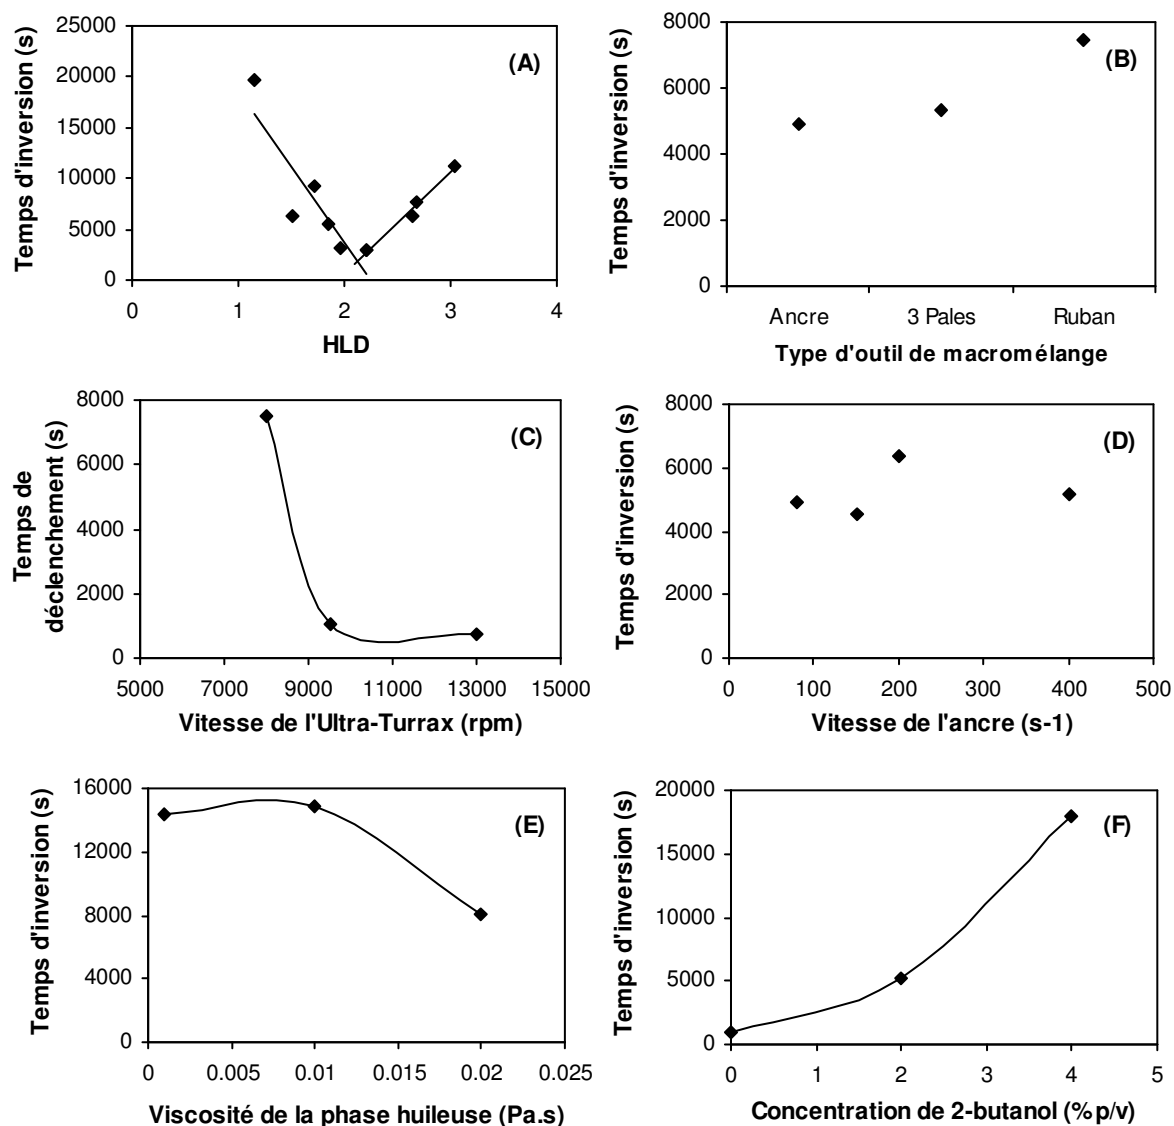 Temps d'inversion (s)
25000
20000
15000
10000
5000
0
(A)
0 1 2 3 4
HLD
Temps d'inversion (s)
8000
6000
4000
2000
0
(B)
Ancre 3 Pales Ruban
Type d'outil de macromélange
Temps de
déclenchement (s)
8000
6000
4000
2000
0
(C)
5000 7000 9000 11000 13000 15000
Vitesse de l'Ultra-Turrax (rpm)
Temps d'inversion (s)
8000
6000
4000
2000
0
(D)
0 100 200 300 400 500
Vitesse de l'ancre (s-1)
Temps d'inversion (s)
16000
12000
8000
4000
0
(E)
0 0.005 0.01 0.015 0.02 0.025
Viscosité de la phase huileuse (Pa.s)
Temps d'inversion (s)
20000
15000
10000
5000
0
(F)
0 1 2 3 4 5
Concentration de 2-butanol (%p/v)